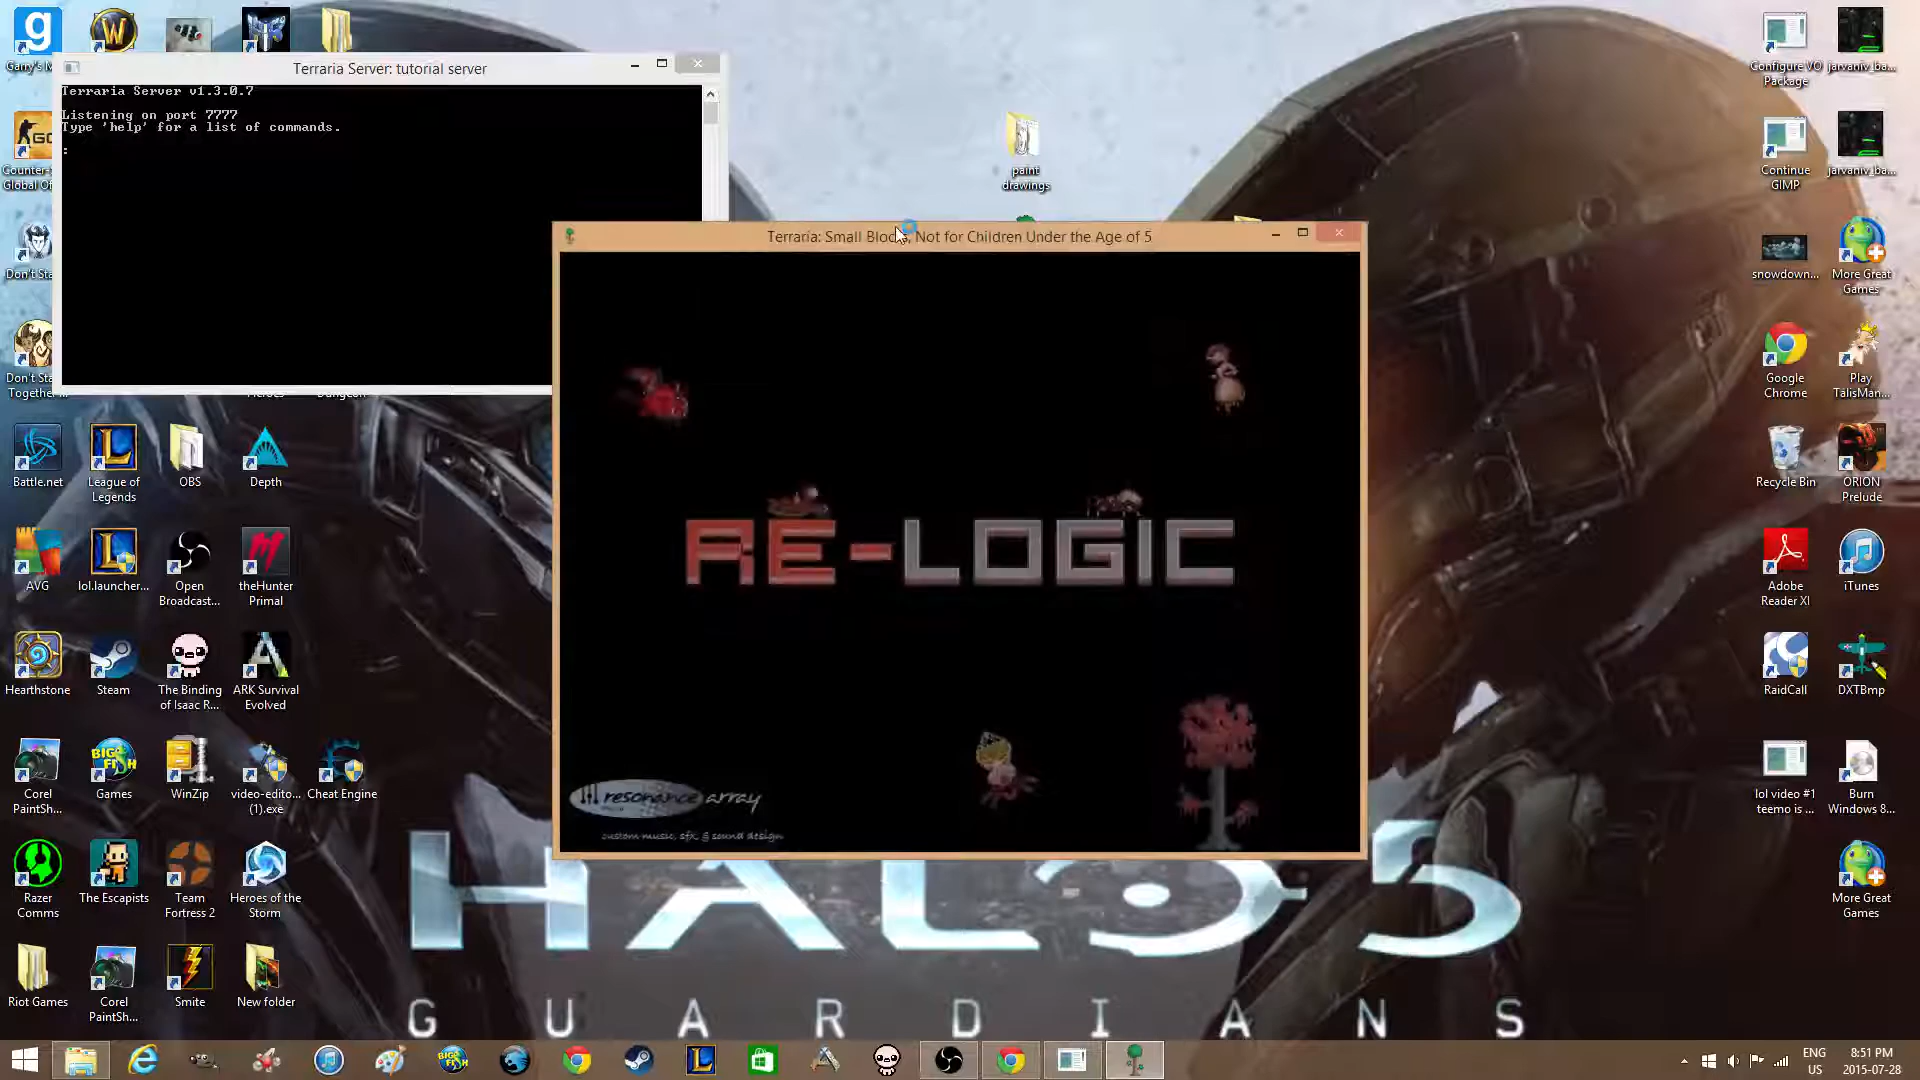 Terraria Server: tutorial server
Terraria Server v1.3.0.7
Listening on port 7777
Type 'help' for a list of commands.
:
Terraria: Small Blocks, Not for Children Under the Age of 5
RE-LOGIC
resonance array
custom music, sfx, & sound design
Garry's M
Counter-
Global Of
Don't Sta
Don't Sta
Together...
Battle.net
League of
Legends
OBS
Depth
AVG
lol.launcher...
Open
Broadcast...
theHunter
Primal
Hearthstone
Steam
The Binding
of Isaac R...
ARK Survival
Evolved
Corel
PaintSh...
Games
WinZip
video-edito...
(1).exe
Cheat Engine
Razer
Comms
The Escapists
Team
Fortress 2
Heroes of the
Storm
Riot Games
Corel
PaintSh...
Smite
New folder
paint
drawings
Configure VO
Package
jarvaniv_ba...
Continue
GIMP
jarvaniv_ba...
snowdown...
More Great
Games
Google
Chrome
Play
TalisMan...
Recycle Bin
ORION
Prelude
Adobe
Reader XI
iTunes
RaidCall
DXTBmp
lol video #1
teemo is ...
Burn
Windows 8...
More Great
Games
HALO 5
GUARDIANS
ENG
US
8:51 PM
2015-07-28